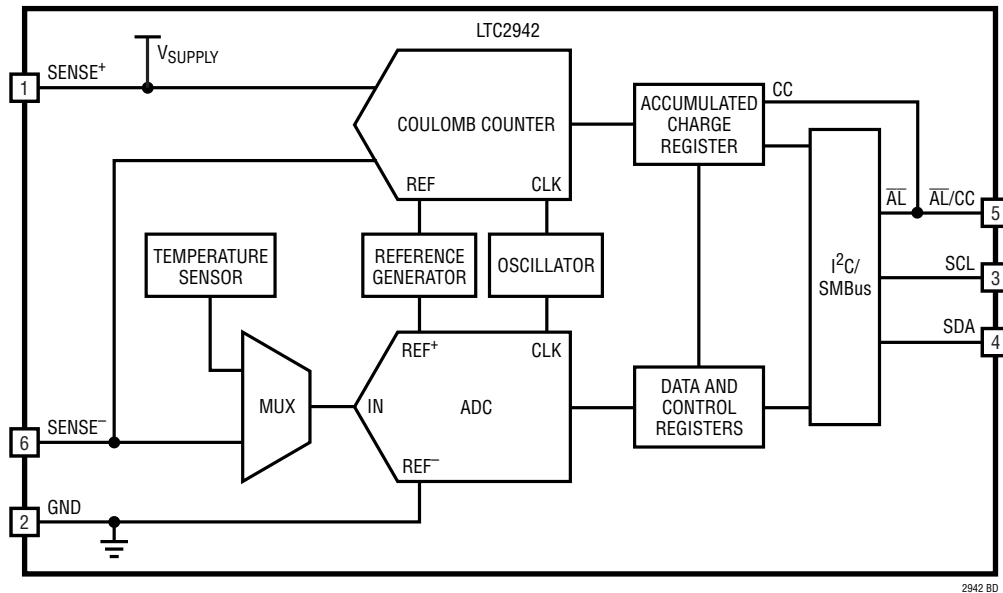 LTC2942
1
SENSE+
VSUPPLY
COULOMB COUNTER
REF
CLK
ACCUMULATED
CHARGE
REGISTER
CC
AL
AL/CC
5
TEMPERATURE
SENSOR
REFERENCE
GENERATOR
OSCILLATOR
I2C/
SMBus
SCL
3
SDA
4
REF+
CLK
MUX
IN
ADC
REF–
DATA AND
CONTROL
REGISTERS
6
SENSE–
2
GND
2942 BD